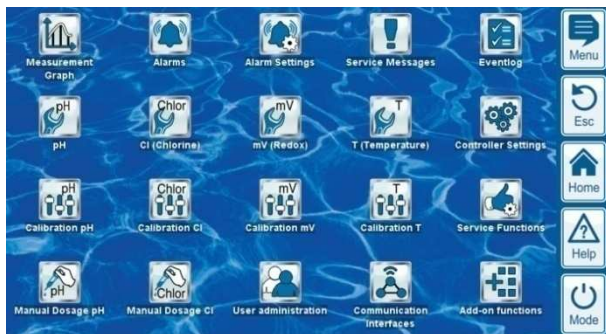 Measurement
Graph
Alarms
Alarm Settings
Service Messages
Eventlog
Menu
pH
Chlor
mV
T
pH
Cl (Chlorine)
mV (Redox)
T (Temperature)
Controller Settings
Esc
Home
pH
Chlor
mV
T
Calibration pH
Calibration Cl
Calibration mV
Calibration T
Service Functions
?
Help
pH
Chlor
Manual Dosage pH
Manual Dosage Cl
User administration
Communication
Interfaces
Add-on functions
Mode